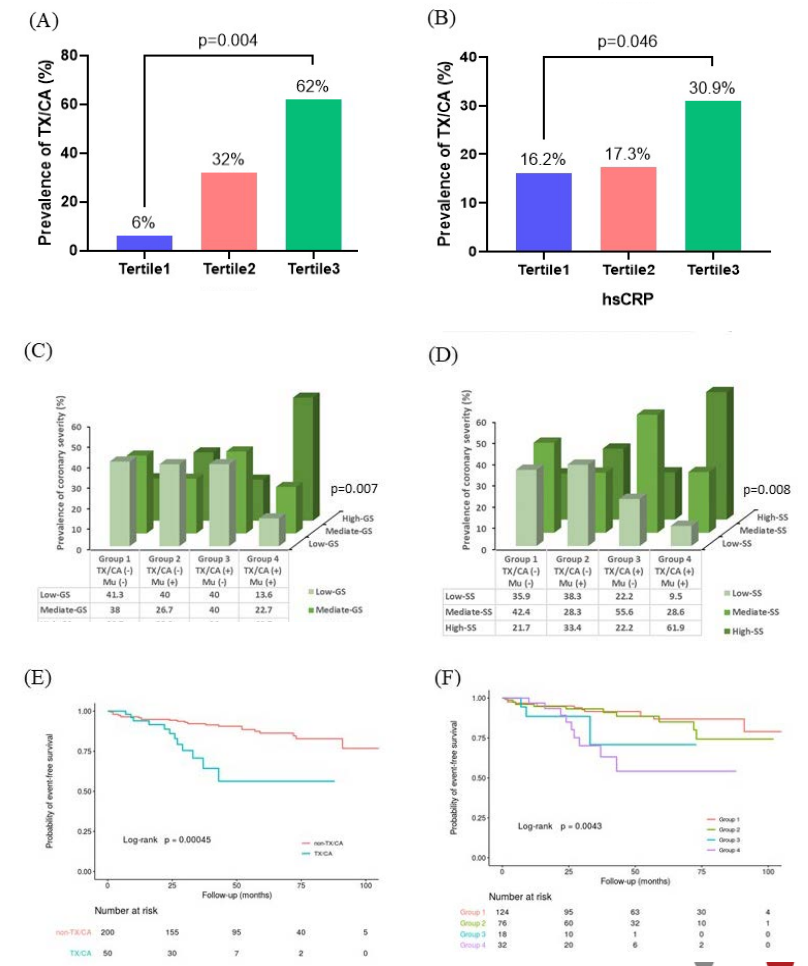 (A)
p=0.004
Prevalence of TX/CA (%)
80
60
40
20
0
6%
32%
62%
Tertile1 Tertile2 Tertile3
(B)
p=0.046
Prevalence of TX/CA (%)
40
30
20
10
0
16.2%
17.3%
30.9%
Tertile1 Tertile2 Tertile3
hsCRP
(C)
Prevalence of coronary severity (%)
60
50
40
30
20
10
0
p=0.007
High-GS
Mediate-GS
Low-GS
Group 1 Group 2 Group 3 Group 4
TX/CA (-) TX/CA (-) TX/CA (+) TX/CA (+)
Mu (-) Mu (+) Mu (-) Mu (+)
Low-GS 41.3 40 40 13.6
Mediate-GS 38 26.7 40 22.7
Low-GS
Mediate-GS
(D)
Prevalence of coronary severity (%)
60
50
40
30
20
10
0
p=0.008
High-SS
Mediate-SS
Low-SS
Group 1 Group 2 Group 3 Group 4
TX/CA (-) TX/CA (-) TX/CA (+) TX/CA (+)
Mu (-) Mu (+) Mu (-) Mu (+)
Low-SS 35.9 38.3 22.2 9.5
Mediate-SS 42.4 28.3 55.6 28.6
High-SS 21.7 33.4 22.2 61.9
Low-SS
Mediate-SS
High-SS
(E)
Probability of event-free survival
1.00
0.75
0.50
0.25
0.00
Log-rank p = 0.00045
non-TX/CA
TX/CA
0 25 50 75 100
Follow-up (months)
Number at risk
non-TX/CA 200 155 95 40 5
TX/CA 50 30 7 2 0
(F)
Probability of event-free survival
1.00
0.75
0.50
0.25
0.00
Log-rank p = 0.0043
Group 1
Group 2
Group 3
Group 4
0 25 50 75 100
Follow-up (months)
Number at risk
Group 1 124 95 63 30 4
Group 2 76 60 32 10 1
Group 3 18 10 1 0 0
Group 4 32 20 6 2 0